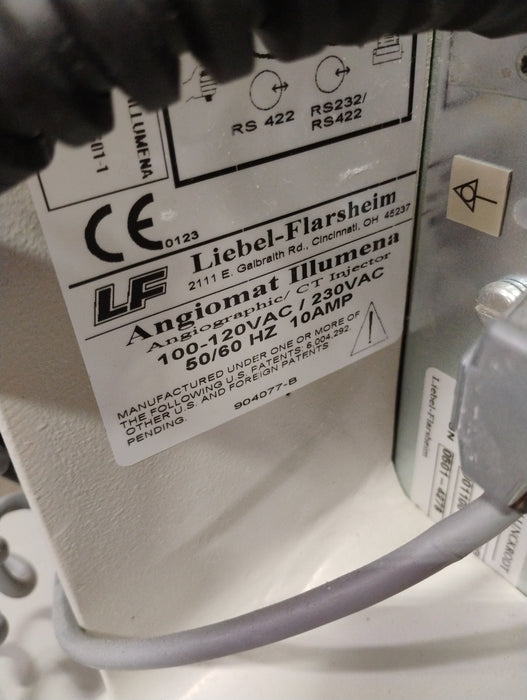 ILLUMENA
01-1
RS 422
RS232/
RS422
CE 0123
Liebel-Flarsheim
2111 E. Galbraith Rd., Cincinnati, OH 45237
LF
Angiomat Illumena
Angiographic/ CT Injector
100-120VAC / 230VAC
50/60 HZ 10AMP
MANUFACTURED UNDER ONE OR MORE OF
THE FOLLOWING U.S. PATENTS: 6,004,292.
OTHER U.S. AND FOREIGN PATENTS
PENDING.
904077-B
Liebel-Flarsheim